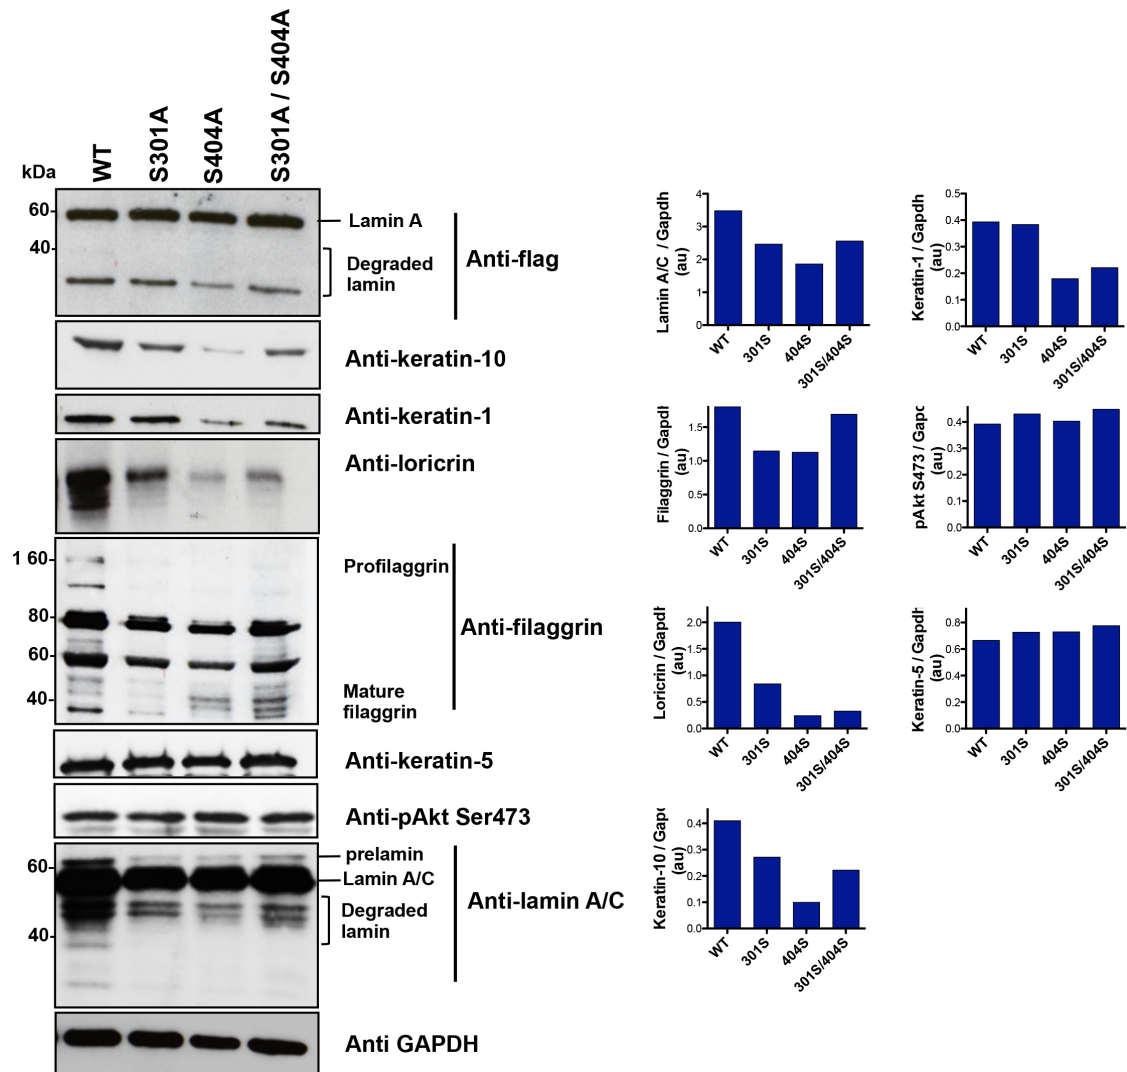 WT
S301A
S404A
S301A / S404A
kDa
60
40
Lamin A
Degraded
lamin
Anti-flag
Anti-keratin-10
Anti-keratin-1
Anti-loricrin
1 60
80
60
40
Profilaggrin
Mature
filaggrin
Anti-filaggrin
Anti-keratin-5
Anti-pAkt Ser473
60
40
prelamin
Lamin A/C
Degraded
lamin
Anti-lamin A/C
Anti GAPDH
Lamin A/C / Gapdh
(au)
4
3
2
1
0
WT
301S
404S
301S/404S
Keratin-1 / Gapdh
(au)
0.5
0.4
0.3
0.2
0.1
0.0
WT
301S
404S
301S/404S
Filaggrin / Gapdh
(au)
1.5
1.0
0.5
0.0
WT
301S
404S
301S/404S
pAkt S473 / Gapd
(au)
0.4
0.3
0.2
0.1
0.0
WT
301S
404S
301S/404S
Loricrin / Gapdh
(au)
2.0
1.5
1.0
0.5
0.0
WT
301S
404S
301S/404S
Keratin-5 / Gapdh
(au)
0.8
0.6
0.4
0.2
0.0
WT
301S
404S
301S/404S
Keratin-10 / Gapd
(au)
0.4
0.3
0.2
0.1
0.0
WT
301S
404S
301S/404S